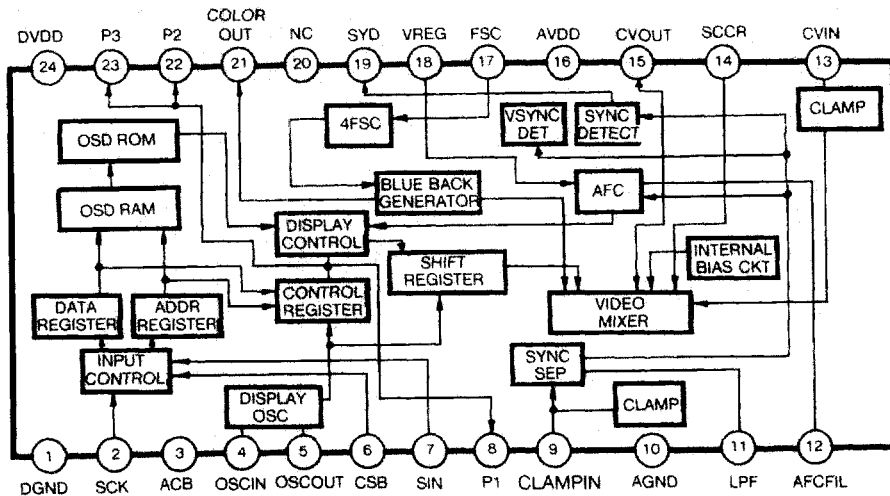 COLOR
DVDD P3 P2 OUT NC SYD VREG FSC AVDD CVOUT SCCR CVIN
24 23 22 21 20 19 18 17 16 15 14 13
CLAMP
4FSC
VSYNC
DET
SYNC
DETECT
OSD ROM
OSD RAM
BLUE BACK
GENERATOR
AFC
DISPLAY
CONTROL
SHIFT
REGISTER
INTERNAL
BIAS CKT
DATA
REGISTER
ADDR
REGISTER
CONTROL
REGISTER
VIDEO
MIXER
INPUT
CONTROL
SYNC
SEP
DISPLAY
OSC
CLAMP
1 2 3 4 5 6 7 8 9 10 11 12
DGND SCK ACB OSCIN OSCOUT CSB SIN P1 CLAMPIN AGND LPF AFCFIL